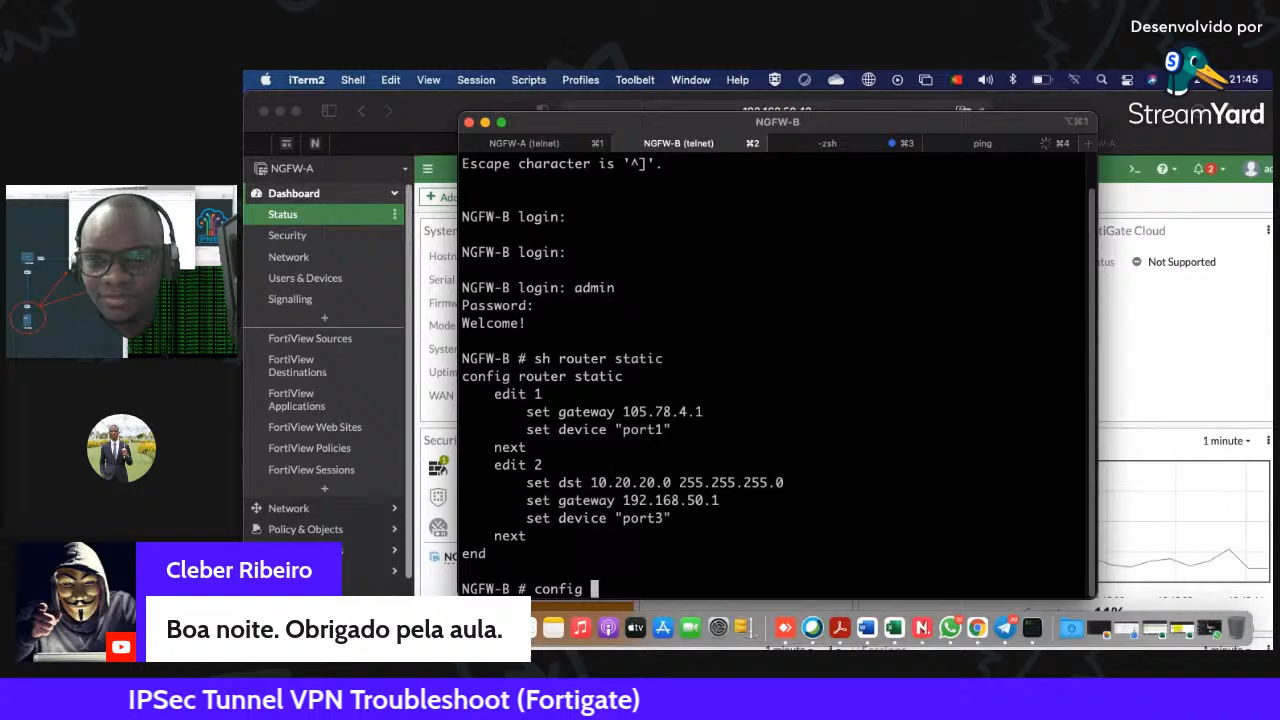 Desenvolvido por
StreamYard
iTerm2 Shell Edit View Session Scripts Profiles Toolbelt Window Help
21:45
NGFW-B
⌥⌘1
NGFW-A (telnet) ⌘1
NGFW-B (telnet) ⌘2
-zsh ⌘3
ping ⌘4
NGFW-A
Dashboard
Status
Security
Network
Users & Devices
Signalling
FortiView Sources
FortiView
Destinations
FortiView
Applications
FortiView Web Sites
FortiView Policies
FortiView Sessions
Network
Policy & Objects
Escape character is '^]'.
NGFW-B login:
NGFW-B login:
NGFW-B login: admin
Password:
Welcome!
NGFW-B # sh router static
config router static
edit 1
set gateway 105.78.4.1
set device "port1"
next
edit 2
set dst 10.20.20.0 255.255.255.0
set gateway 192.168.50.1
set device "port3"
next
end
NGFW-B # config
2
Not Supported
1 minute
Cleber Ribeiro
Boa noite. Obrigado pela aula.
IPSec Tunnel VPN Troubleshoot (Fortigate)